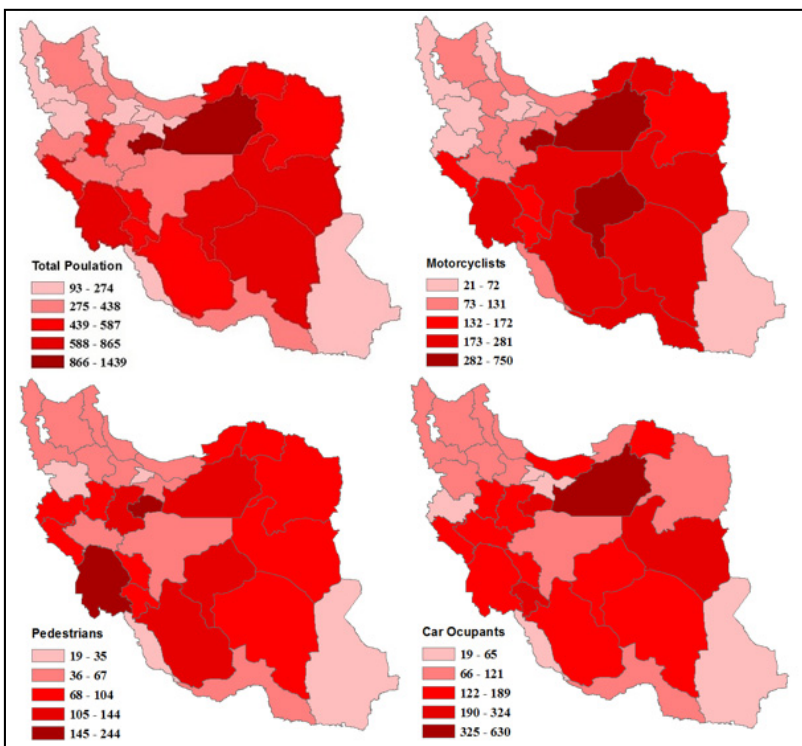 Total Poulation
93 - 274
275 - 438
439 - 587
588 - 865
866 - 1439
Motorcyclists
21 - 72
73 - 131
132 - 172
173 - 281
282 - 750
Pedestrians
19 - 35
36 - 67
68 - 104
105 - 144
145 - 244
Car Ocupants
19 - 65
66 - 121
122 - 189
190 - 324
325 - 630